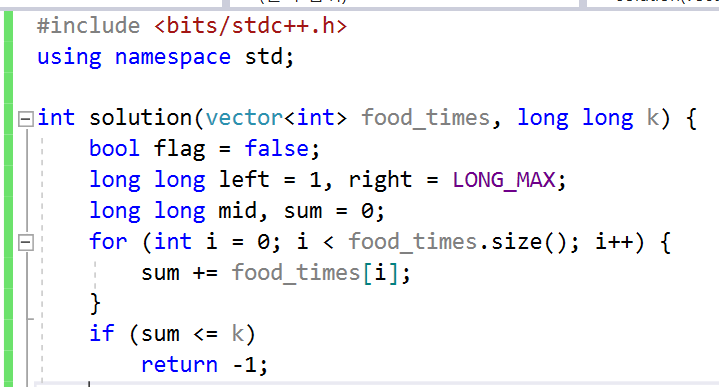 #include <bits/stdc++.h>
using namespace std;
int solution(vector<int> food_times, long long k) {
bool flag = false;
long long left = 1, right = LONG_MAX;
long long mid, sum = 0;
for (int i = 0; i < food_times.size(); i++) {
sum += food_times[i];
}
if (sum <= k)
return -1;